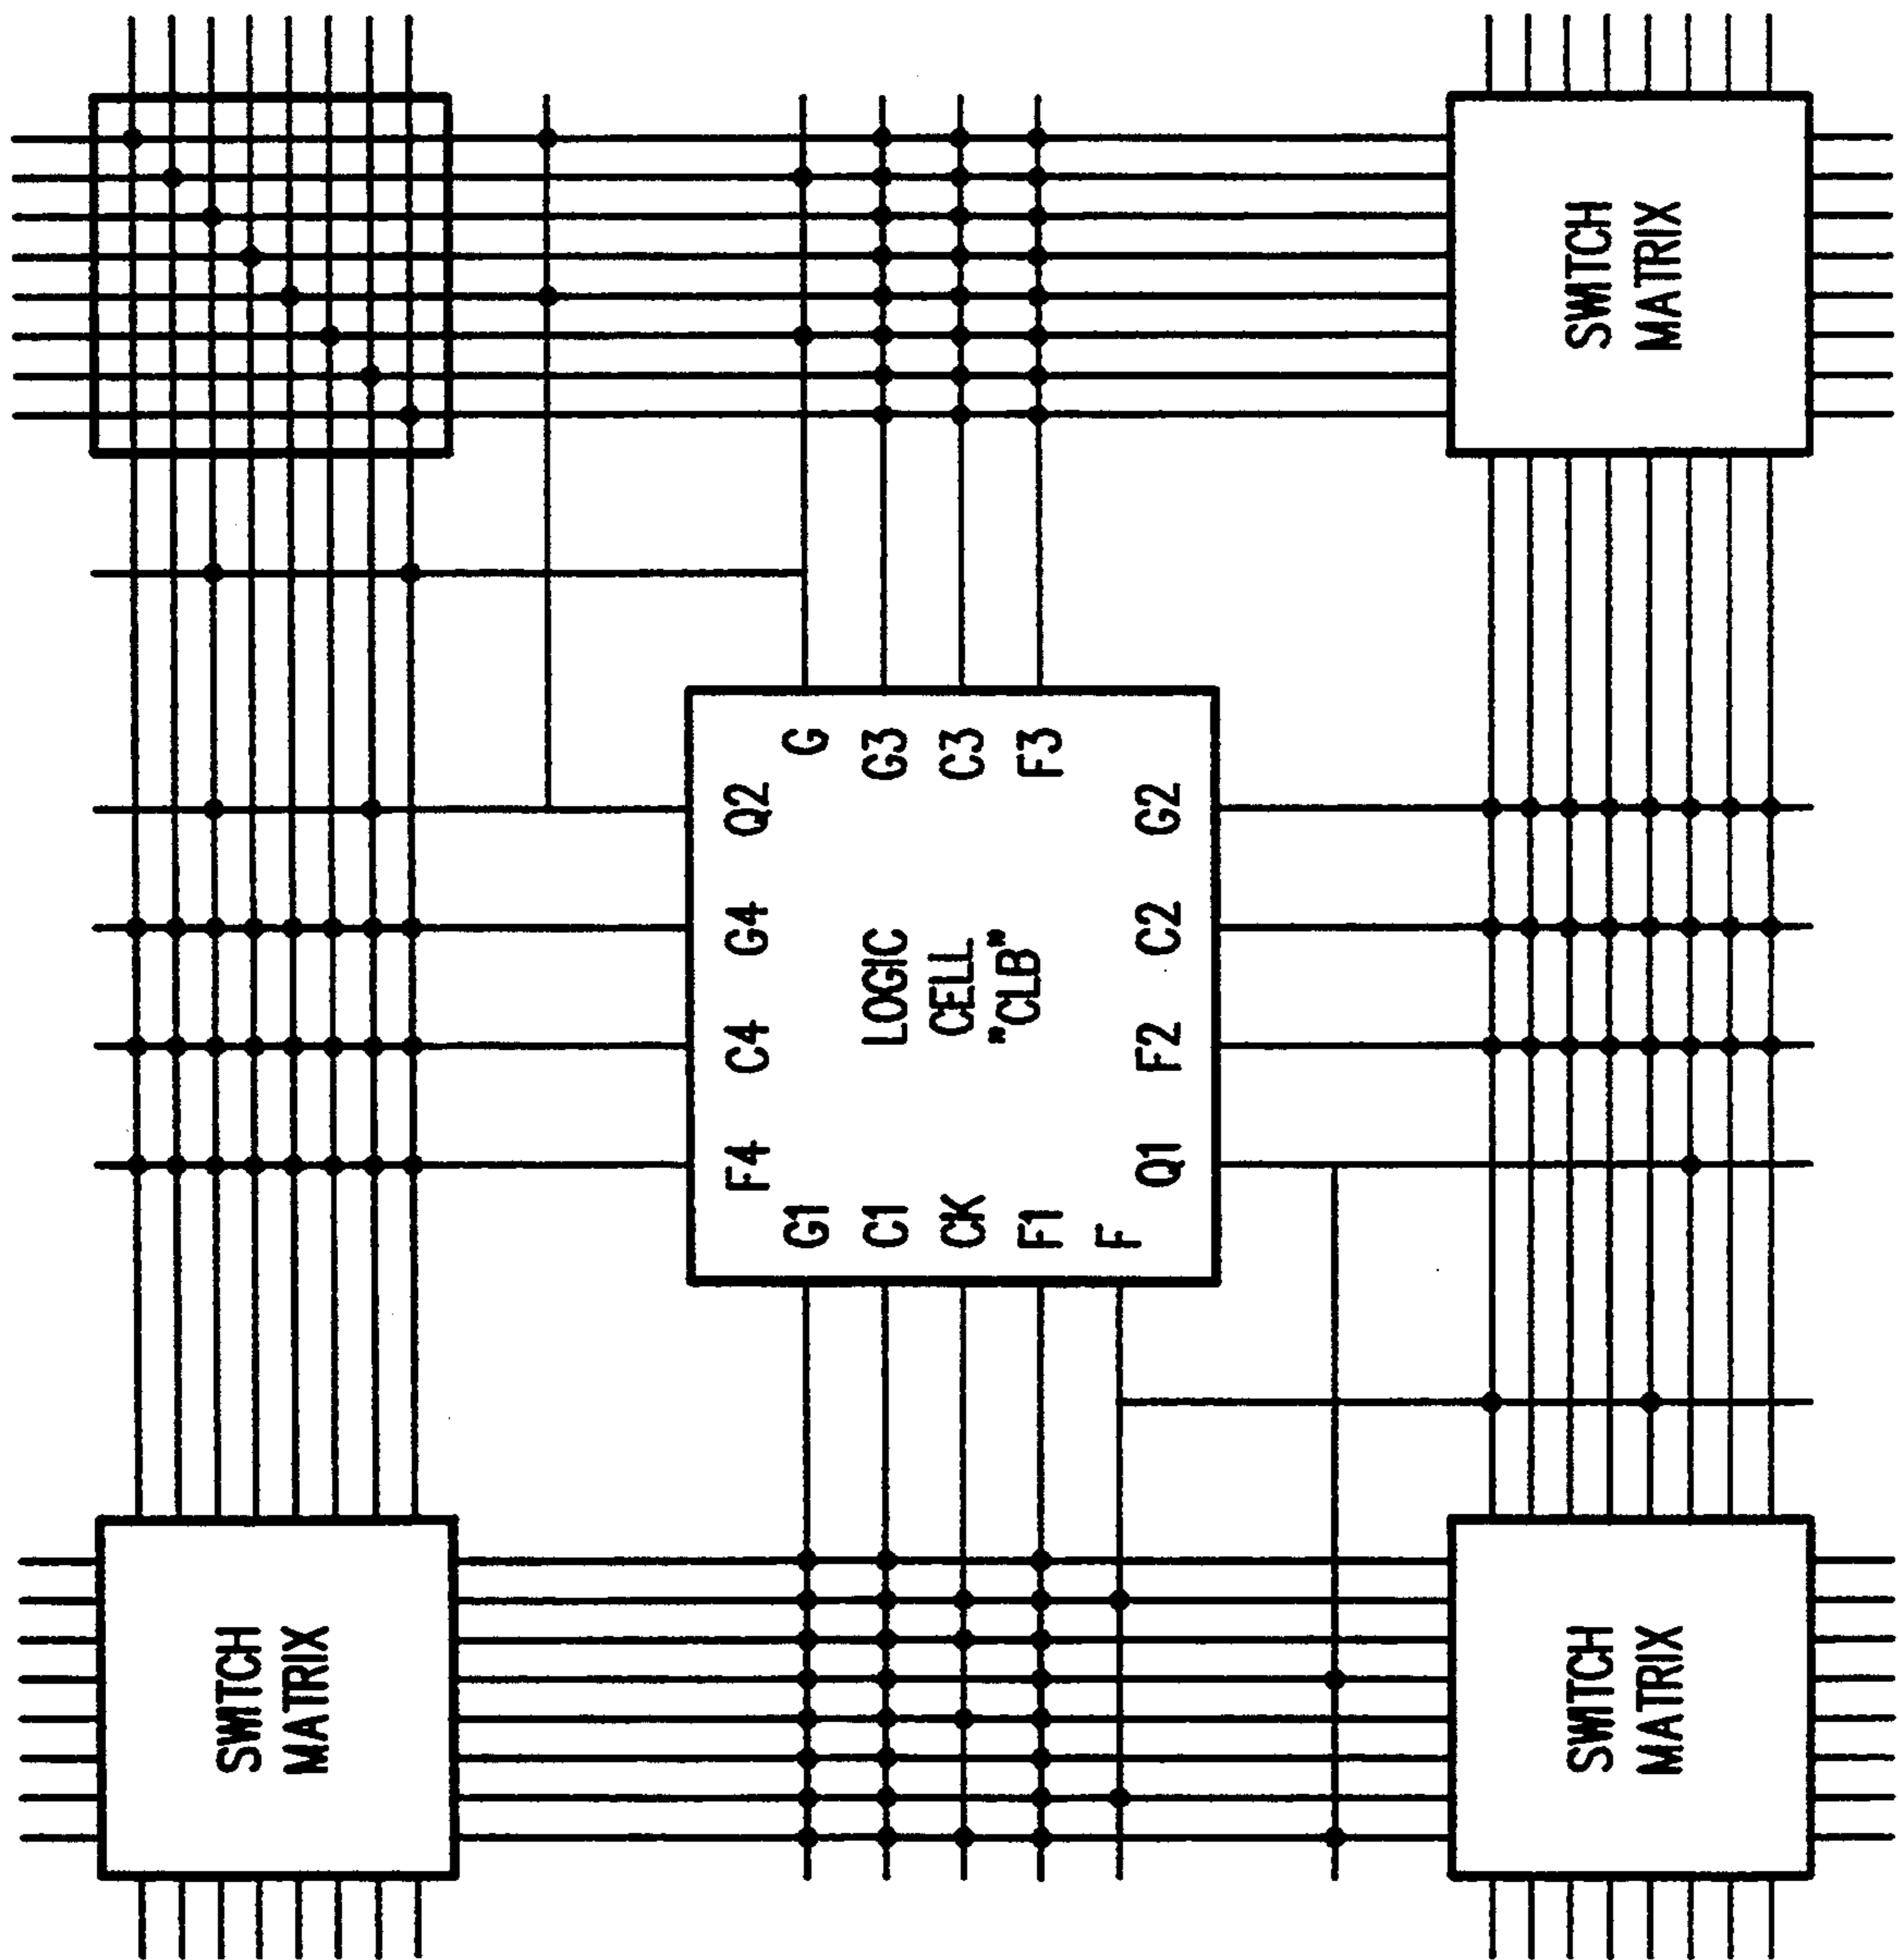 SWITCH
MATRIX
F4 C4 G4 Q2
G1 G
C1 LOGIC G3
CK CELL C3
F1 "CLB" F3
F
Q1 F2 C2 G2
SWITCH
MATRIX
SWITCH
MATRIX